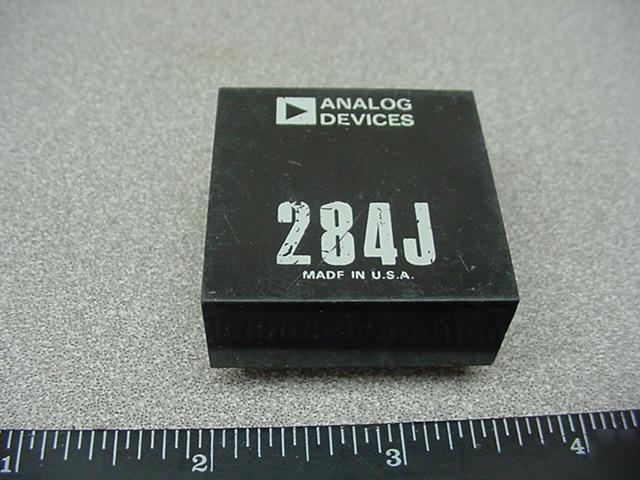 ANALOG
DEVICES
284J
MADE IN U.S.A.
1 2 3 4